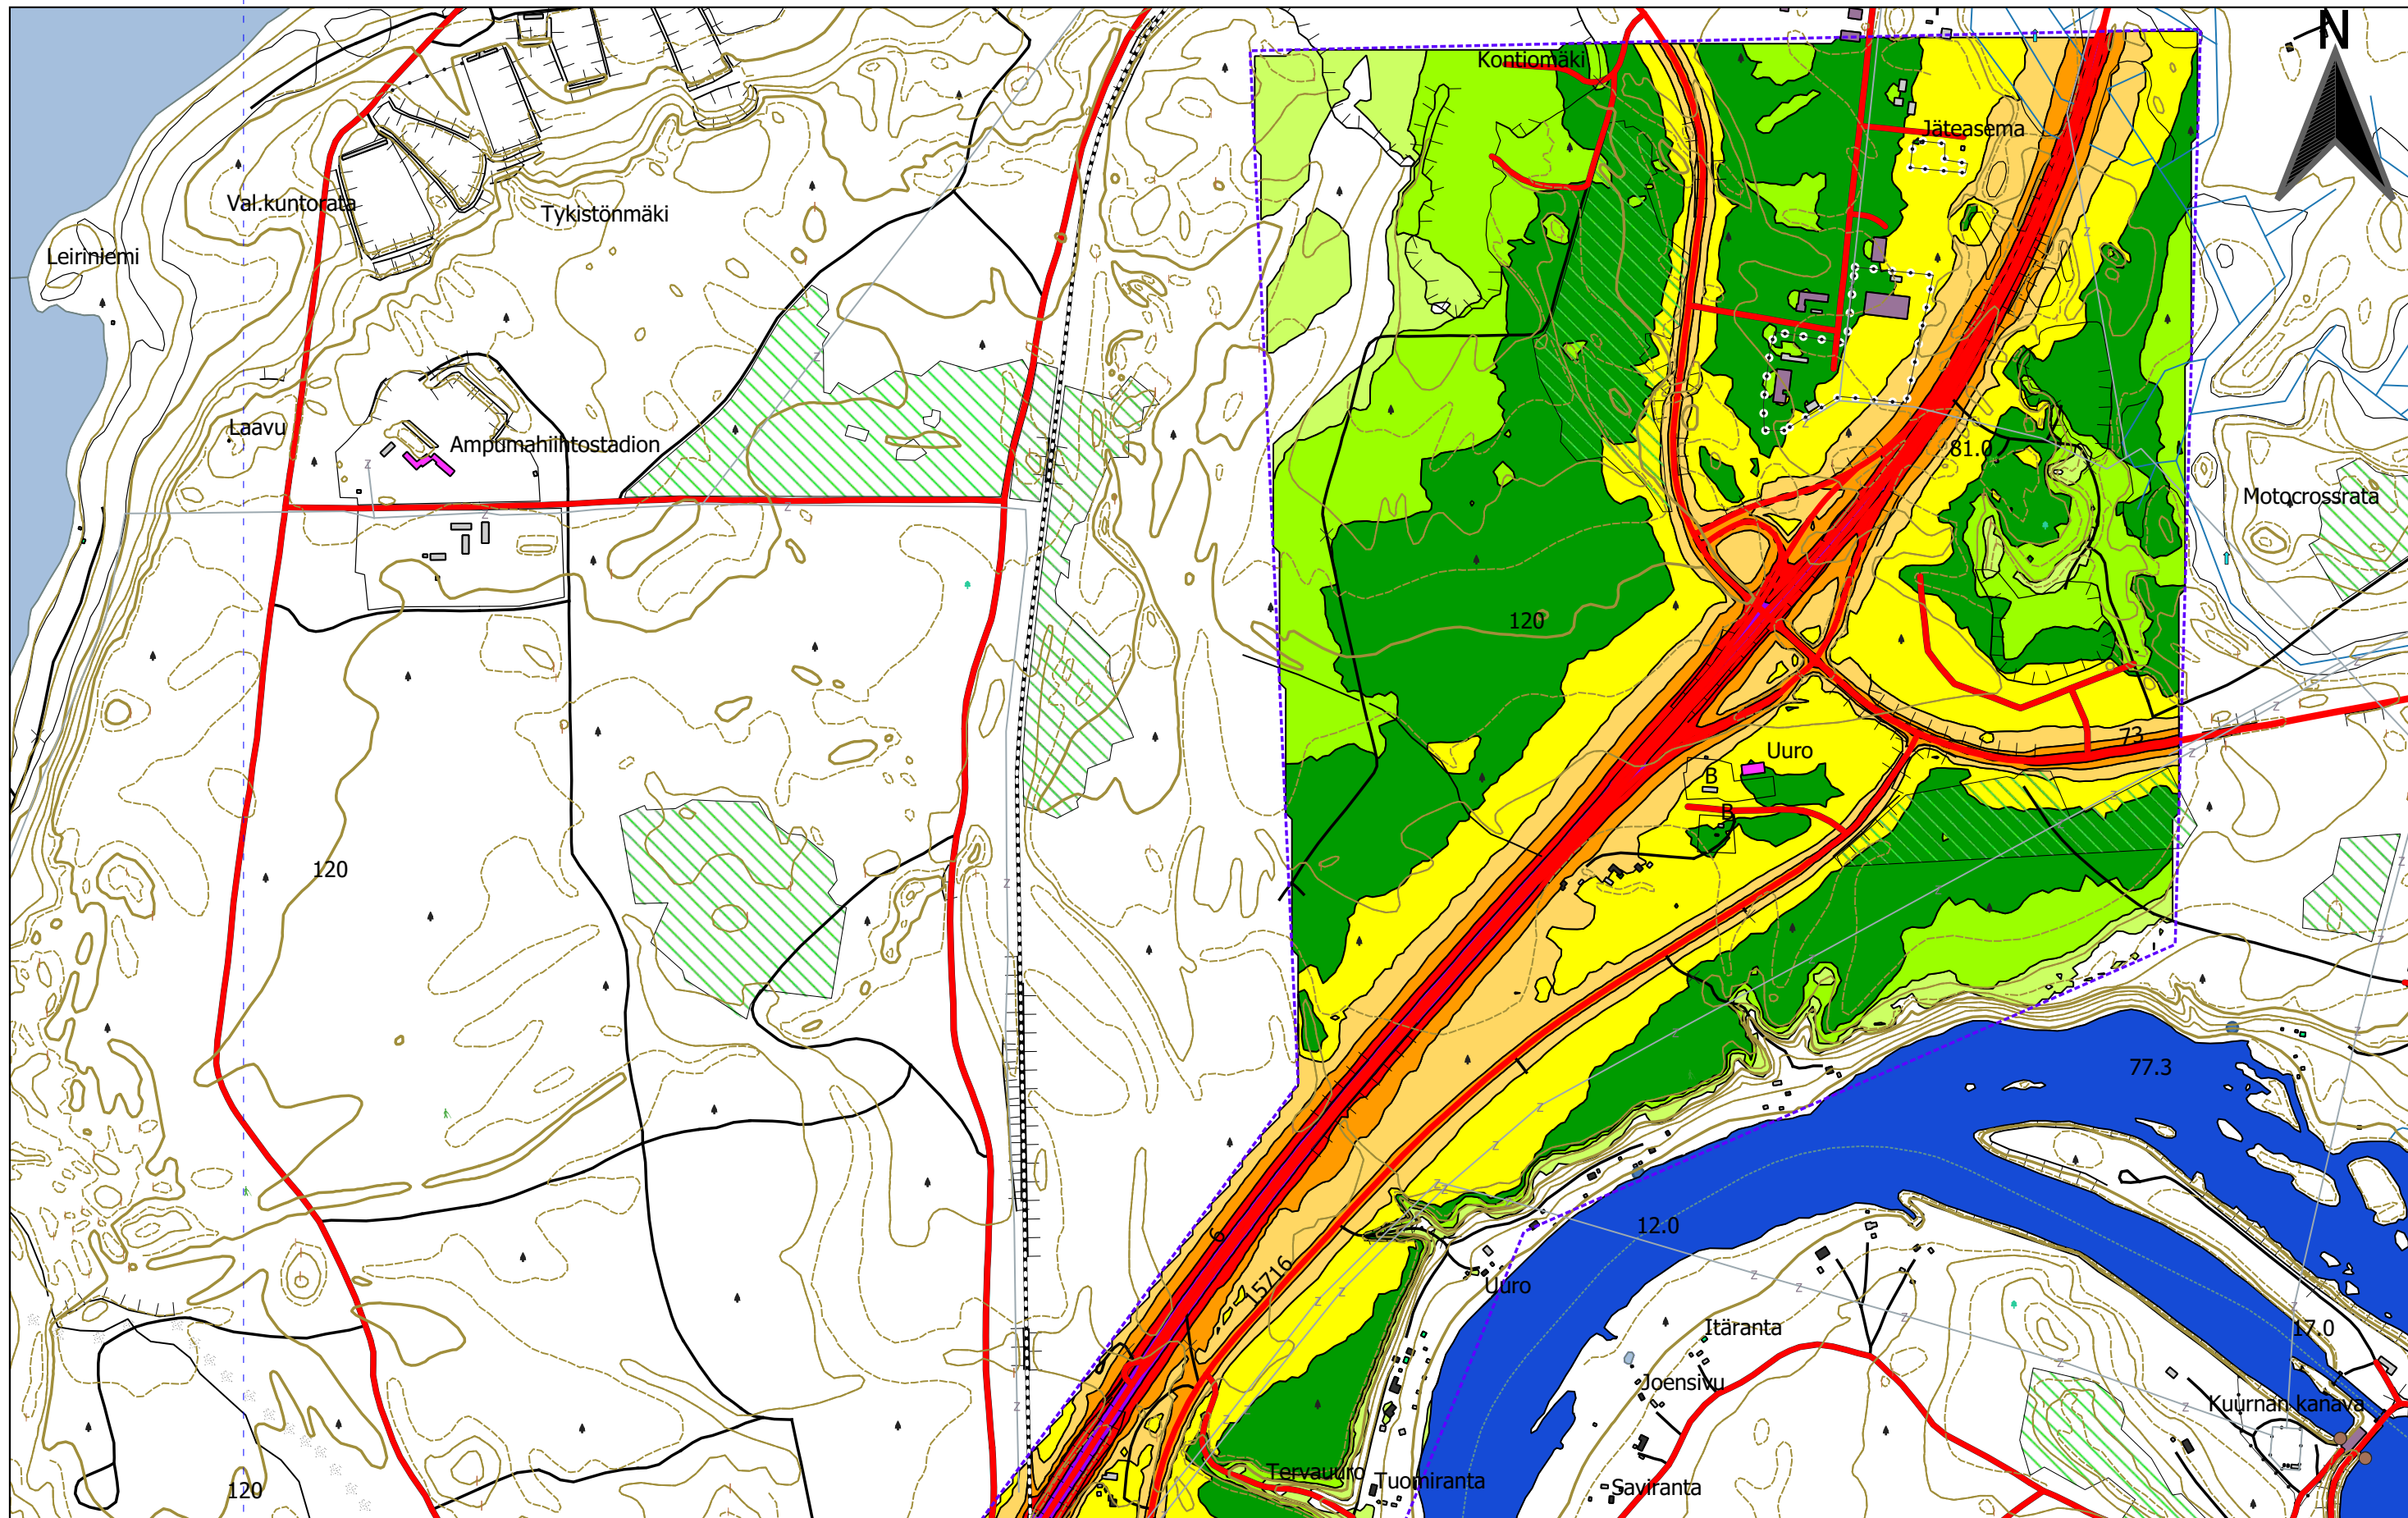 N
Kontiomäki
Jäteasema
Val.kuntorata
Tykistönmäki
Leiriniemi
Laavu
Ampumahiihtostadion
81.0
Motocrossrata
120
73
Uuro
B
B
120
77.3
12.0
6
15716
Uuro
Itäranta
17.0
Joensivu
Kuurnan kanava
Tervauuro
Tuomiranta
Saviranta
120